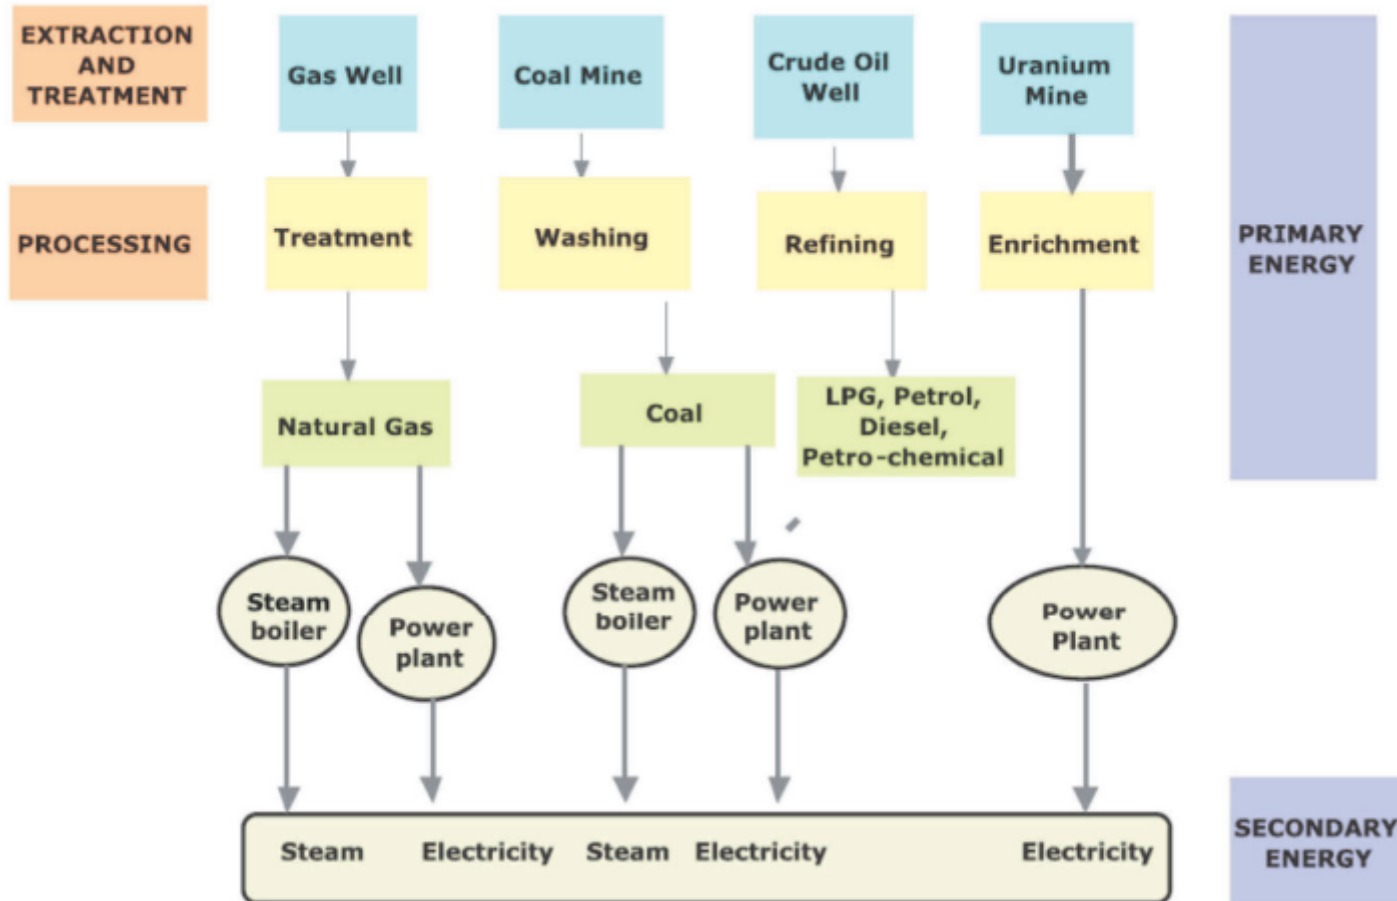 EXTRACTION
AND
TREATMENT
Gas Well
Coal Mine
Crude Oil
Well
Uranium
Mine
PROCESSING
Treatment
Washing
Refining
Enrichment
PRIMARY
ENERGY
Natural Gas
Coal
LPG, Petrol,
Diesel,
Petro-chemical
Steam
boiler
Power
plant
Steam
boiler
Power
plant
Power
Plant
Steam
Electricity
Steam
Electricity
Electricity
SECONDARY
ENERGY